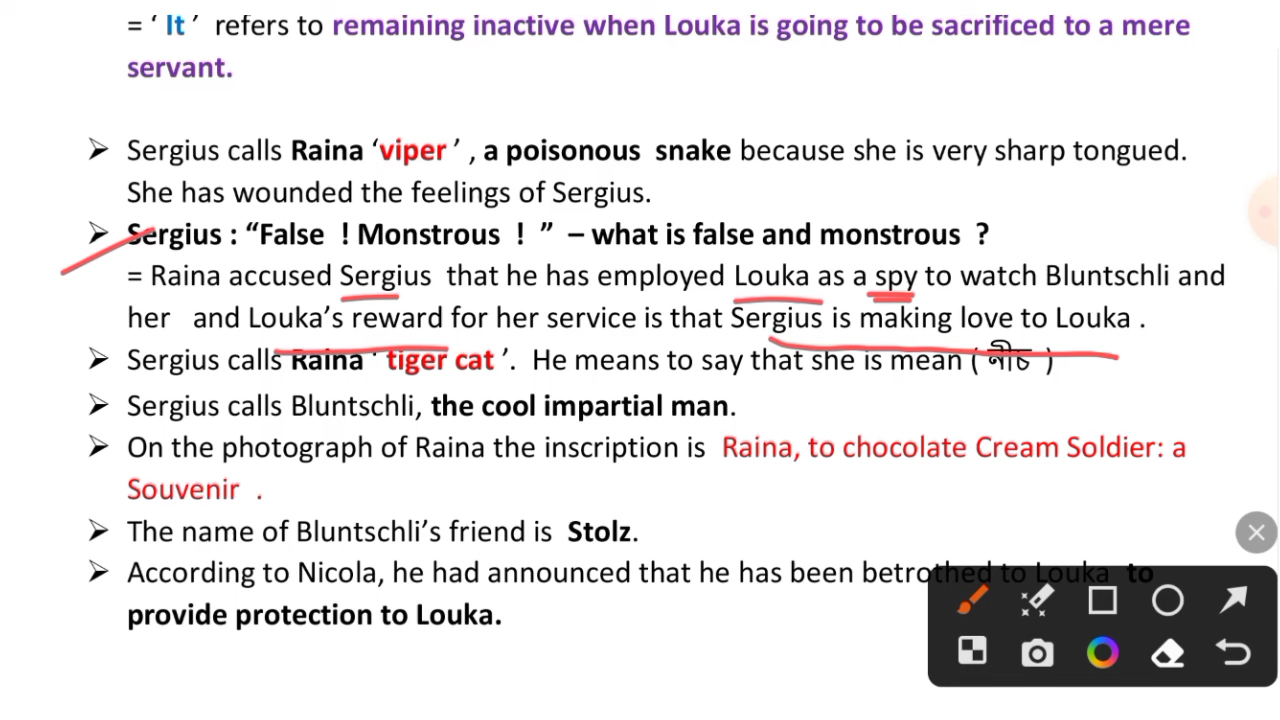 = ‘ It ’ refers to remaining inactive when Louka is going to be sacrificed to a mere
servant.
➢ Sergius calls Raina ‘viper ’ , a poisonous snake because she is very sharp tongued.
She has wounded the feelings of Sergius.
➢ Sergius : “False ! Monstrous ! ” – what is false and monstrous ?
= Raina accused Sergius that he has employed Louka as a spy to watch Bluntschli and
her and Louka’s reward for her service is that Sergius is making love to Louka .
➢ Sergius calls Raina ‘ tiger cat ’. He means to say that she is mean ( নীচ )
➢ Sergius calls Bluntschli, the cool impartial man.
➢ On the photograph of Raina the inscription is Raina, to chocolate Cream Soldier: a
Souvenir .
➢ The name of Bluntschli’s friend is Stolz.
➢ According to Nicola, he had announced that he has been betrothed to Louka to
provide protection to Louka.